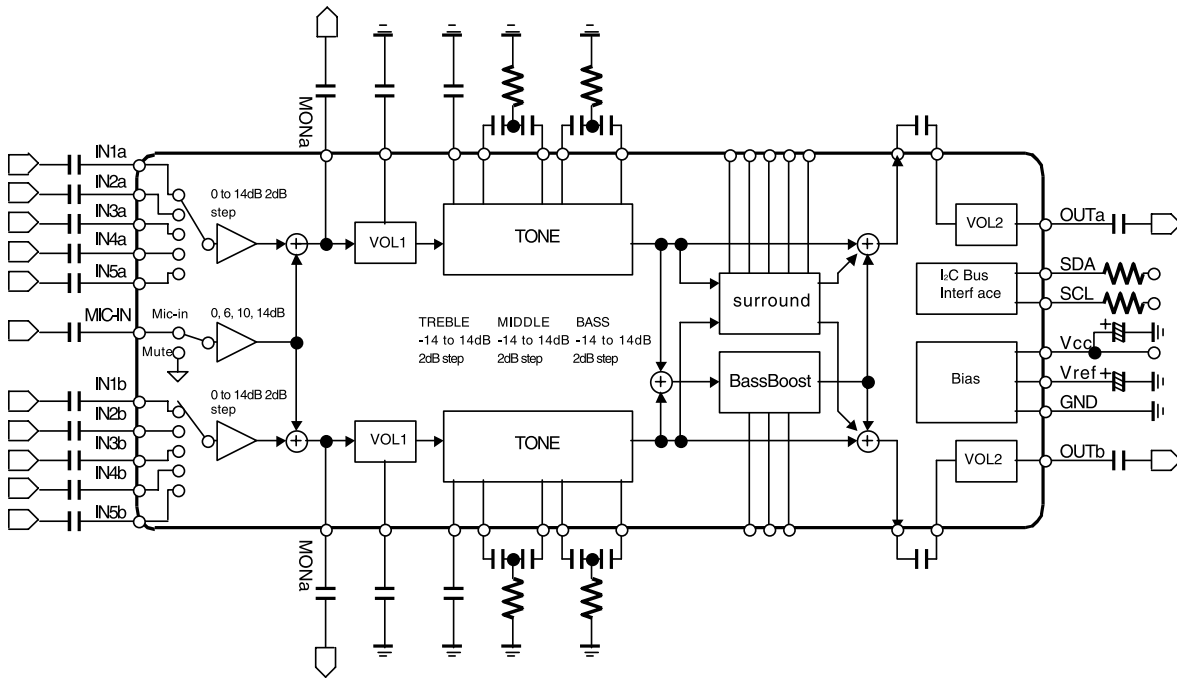 MONa
IN1a
IN2a
IN3a
IN4a
IN5a
0 to 14dB 2dB
step
VOL1
TONE
VOL2
OUTa
I2C Bus
Interf ace
SDA
SCL
surround
MIC-IN
Mic-in
Mute
0, 6, 10, 14dB
TREBLE
-14 to 14dB
2dB step
MIDDLE
-14 to 14dB
2dB step
BASS
-14 to 14dB
2dB step
BassBoost
Bias
Vcc
+
Vref
+
GND
IN1b
IN2b
IN3b
IN4b
IN5b
0 to 14dB 2dB
step
VOL1
TONE
VOL2
OUTb
MONa